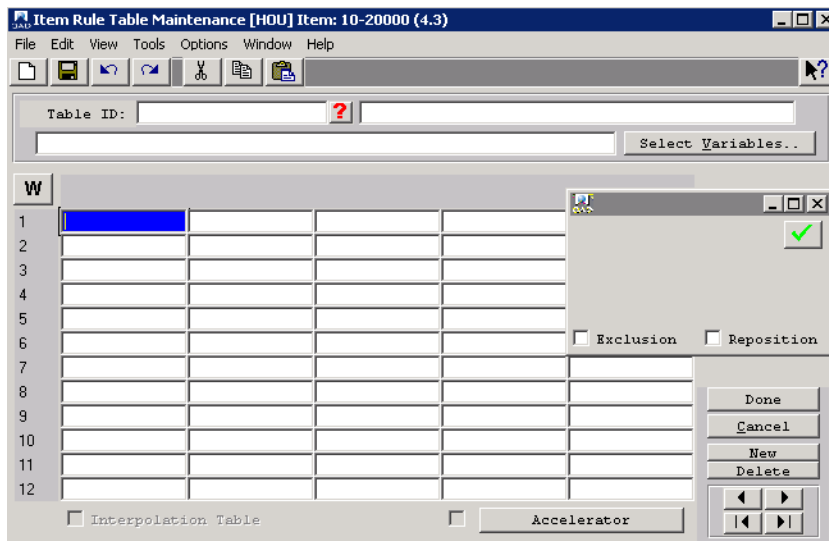 Item Rule Table Maintenance [HOU] Item: 10-20000 (4.3)
File Edit View Tools Options Window Help
Table ID:
Select Variables..
W
1
2
3
4
5
6
7
8
9
10
11
12
Exclusion Reposition
Done
Cancel
New
Delete
Interpolation Table
Accelerator